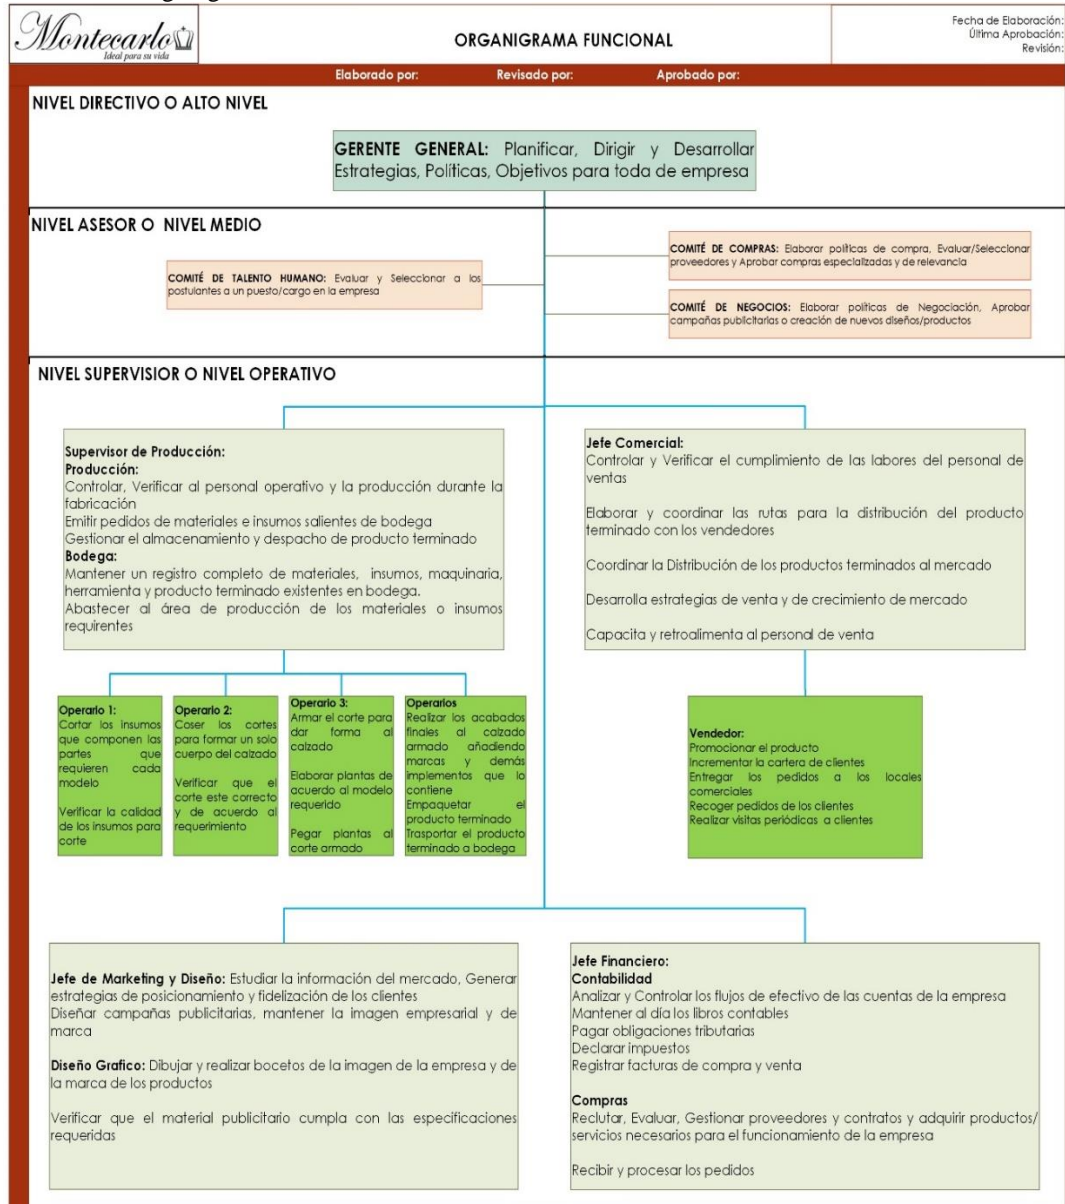 Montecarlo
Ideal para su vida
ORGANIGRAMA FUNCIONAL
Fecha de Elaboración:
Última Aprobación:
Revisión:
Elaborado por: Revisado por: Aprobado por:
NIVEL DIRECTIVO O ALTO NIVEL
GERENTE GENERAL: Planificar, Dirigir y Desarrollar
Estrategias, Políticas, Objetivos para toda de empresa
NIVEL ASESOR O NIVEL MEDIO
COMITÉ DE COMPRAS: Elaborar políticas de compra, Evaluar/Seleccionar
proveedores y Aprobar compras especializadas y de relevancia
COMITÉ DE TALENTO HUMANO: Evaluar y Seleccionar a los
postulantes a un puesto/cargo en la empresa
COMITÉ DE NEGOCIOS: Elaborar políticas de Negociación, Aprobar
campañas publicitarias o creación de nuevos diseños/productos
NIVEL SUPERVISIOR O NIVEL OPERATIVO
Supervisor de Producción:
Producción:
Controlar, Verificar al personal operativo y la producción durante la
fabricación
Emitir pedidos de materiales e insumos salientes de bodega
Gestionar el almacenamiento y despacho de producto terminado
Bodega:
Mantener un registro completo de materiales, insumos, maquinaria,
herramienta y producto terminado existentes en bodega.
Abastecer al área de producción de los materiales o insumos
requirentes
Jefe Comercial:
Controlar y Verificar el cumplimiento de las labores del personal de
ventas
Elaborar y coordinar las rutas para la distribución del producto
terminado con los vendedores
Coordinar la Distribución de los productos terminados al mercado
Desarrolla estrategias de venta y de crecimiento de mercado
Capacita y retroalimenta al personal de venta
Operario 1:
Cortar los insumos
que componen las
partes que
requieren cada
modelo
Verificar la calidad
de los insumos para
corte
Operario 2:
Coser los cortes
para formar un solo
cuerpo del calzado
Verificar que el
corte este correcto
y de acuerdo al
requerimiento
Operario 3:
Armar el corte para
dar forma al
calzado
Elaborar plantas de
acuerdo al modelo
requerido
Pegar plantas al
corte armado
Operarios
Realizar los acabados
finales al calzado
armado añadiendo
marcas y demás
implementos que lo
contiene
Empaquetar el
producto terminado
Trasportar el producto
terminado a bodega
Vendedor:
Promocionar el producto
Incrementar la cartera de clientes
Entregar los pedidos a los locales
comerciales
Recoger pedidos de los clientes
Realizar visitas periódicas a clientes
Jefe de Marketing y Diseño: Estudiar la información del mercado, Generar
estrategias de posicionamiento y fidelización de los clientes
Diseñar campañas publicitarias, mantener la imagen empresarial y de
marca
Diseño Grafico: Dibujar y realizar bocetos de la imagen de la empresa y de
la marca de los productos
Verificar que el material publicitario cumpla con las especificaciones
requeridas
Jefe Financiero:
Contabilidad
Analizar y Controlar los flujos de efectivo de las cuentas de la empresa
Mantener al día los libros contables
Pagar obligaciones tributarias
Declarar impuestos
Registrar facturas de compra y venta
Compras
Reclutar, Evaluar, Gestionar proveedores y contratos y adquirir productos/
servicios necesarios para el funcionamiento de la empresa
Recibir y procesar los pedidos